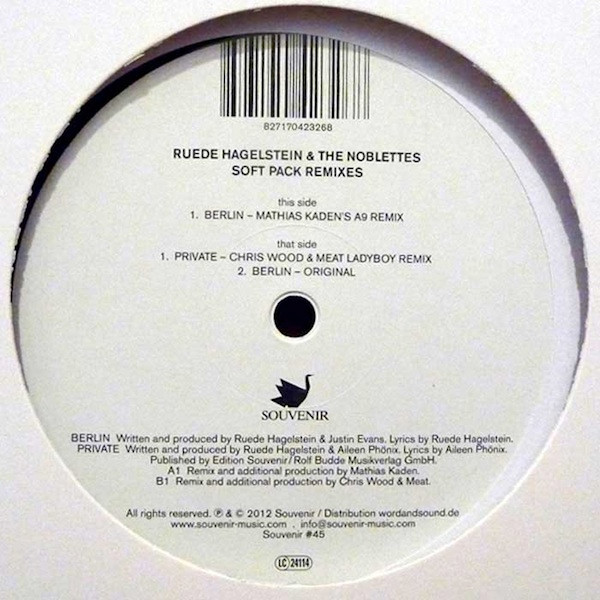 827170423268
RUEDE HAGELSTEIN & THE NOBLETTES
SOFT PACK REMIXES
this side
1. BERLIN – MATHIAS KADEN'S A9 REMIX
that side
1. PRIVATE – CHRIS WOOD & MEAT LADYBOY REMIX
2. BERLIN – ORIGINAL
SOUVENIR
BERLIN Written and produced by Ruede Hagelstein & Justin Evans. Lyrics by Ruede Hagelstein.
PRIVATE Written and produced by Ruede Hagelstein & Aileen Phönix. Lyrics by Aileen Phönix.
Published by Edition Souvenir / Rolf Budde Musikverlag GmbH.
A1 Remix and additional production by Mathias Kaden.
B1 Remix and additional production by Chris Wood & Meat.
All rights reserved. ℗ & © 2012 Souvenir / Distribution wordandsound.de
www.souvenir-music.com . info@souvenir-music.com
Souvenir #45
LC 24114